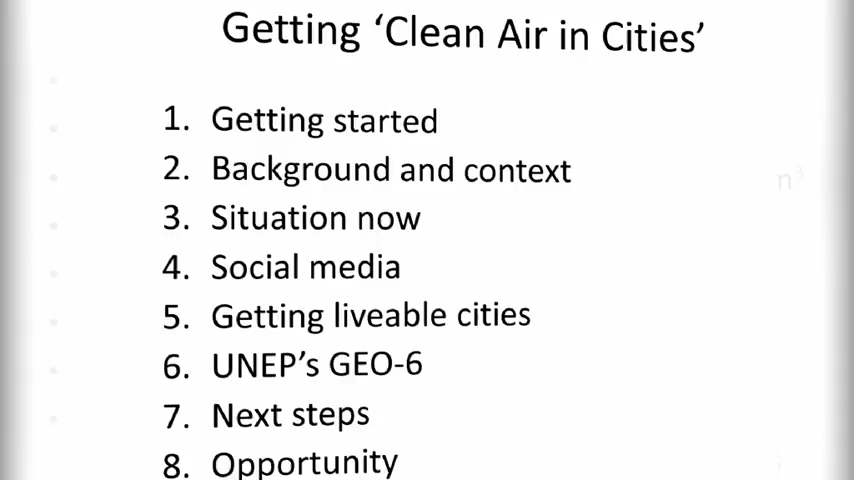 Getting ‘Clean Air in Cities’
1. Getting started
2. Background and context
3. Situation now
4. Social media
5. Getting liveable cities
6. UNEP’s GEO-6
7. Next steps
8. Opportunity